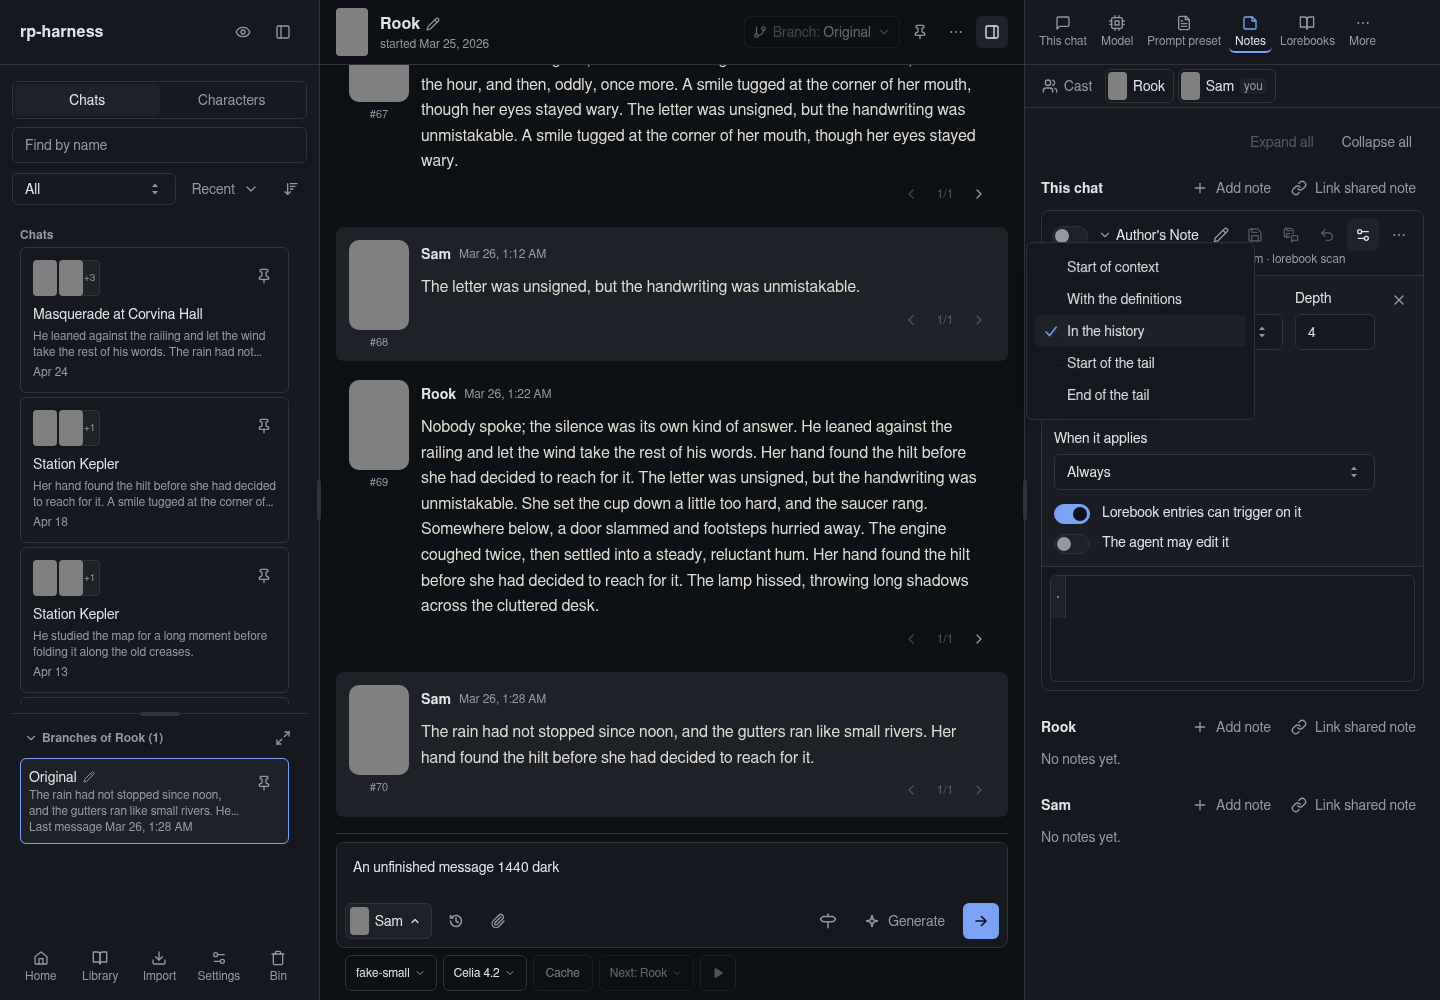 rp-harness
Chats
Characters
Find by name
All
Recent
Chats
+3
Masquerade at Corvina Hall
He leaned against the railing and let the wind
take the rest of his words. The rain had not…
Apr 24
+1
Station Kepler
Her hand found the hilt before she had decided
to reach for it. A smile tugged at the corner of…
Apr 18
+1
Station Kepler
He studied the map for a long moment before
folding it along the old creases.
Apr 13
Branches of Rook (1)
Original
The rain had not stopped since noon,
and the gutters ran like small rivers. He…
Last message Mar 26, 1:28 AM
Home
Library
Import
Settings
Bin
Rook
started Mar 25, 2026
Branch: Original
#67
the hour, and then, oddly, once more. A smile tugged at the corner of her mouth,
though her eyes stayed wary. The letter was unsigned, but the handwriting was
unmistakable. A smile tugged at the corner of her mouth, though her eyes stayed
wary.
1/1
Sam Mar 26, 1:12 AM
The letter was unsigned, but the handwriting was unmistakable.
1/1
#68
Rook Mar 26, 1:22 AM
Nobody spoke; the silence was its own kind of answer. He leaned against the
railing and let the wind take the rest of his words. Her hand found the hilt before
she had decided to reach for it. The letter was unsigned, but the handwriting was
unmistakable. She set the cup down a little too hard, and the saucer rang.
Somewhere below, a door slammed and footsteps hurried away. The engine
coughed twice, then settled into a steady, reluctant hum. Her hand found the hilt
before she had decided to reach for it. The lamp hissed, throwing long shadows
across the cluttered desk.
#69
1/1
Sam Mar 26, 1:28 AM
The rain had not stopped since noon, and the gutters ran like small rivers. Her
hand found the hilt before she had decided to reach for it.
#70
1/1
An unfinished message 1440 dark
Sam
Generate
fake-small
Celia 4.2
Cache
Next: Rook
This chat
Model
Prompt preset
Notes
Lorebooks
More
Cast
Rook
Sam you
Expand all
Collapse all
This chat
Add note
Link shared note
Author's Note
· lorebook scan
Start of context
With the definitions
In the history
Start of the tail
End of the tail
Depth
4
When it applies
Always
Lorebook entries can trigger on it
The agent may edit it
Rook
Add note
Link shared note
No notes yet.
Sam
Add note
Link shared note
No notes yet.